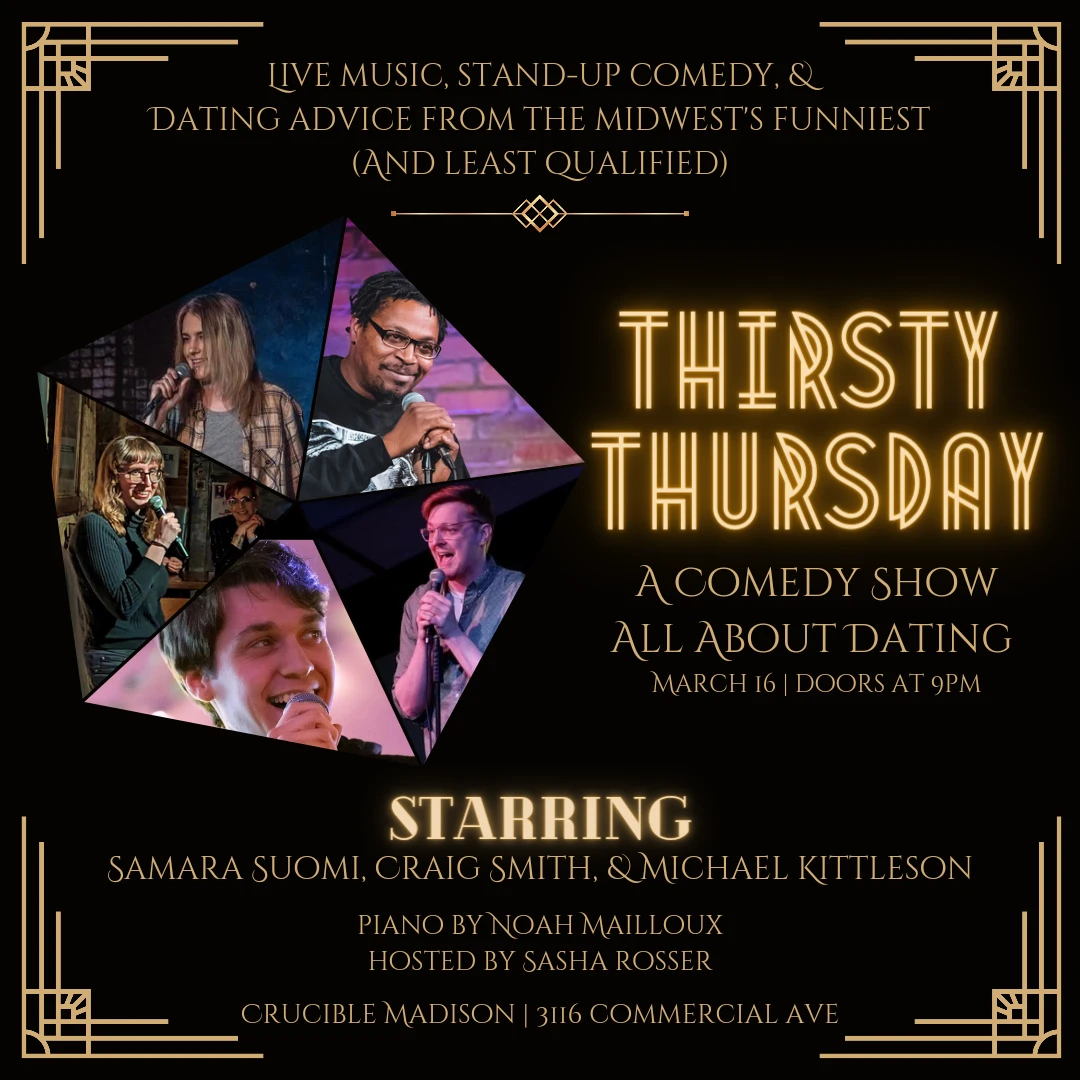 Live music, stand-up comedy, &
Dating advice from the midwest's funniest
(And least qualified)
THIRSTY
THURSDAY
A Comedy Show
All About Dating
March 16 | doors at 9pm
STARRING
Samara Suomi, Craig Smith, & Michael Kittleson
piano by Noah Mailloux
hosted by Sasha Rosser
Crucible Madison | 3116 commercial ave